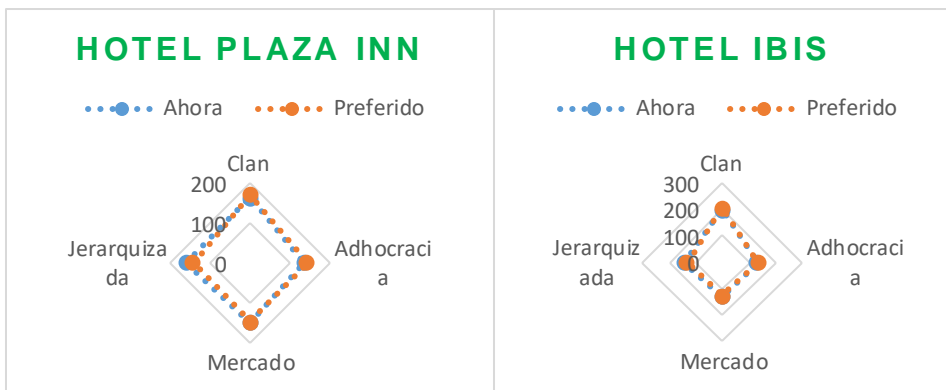 HOTEL PLAZA INN
Ahora
Preferido
Clan
200
100
0
Jerarquiza
da
Adhocraci
a
Mercado
HOTEL IBIS
Ahora
Preferido
Clan
300
200
100
0
Jerarquiz
ada
Adhocraci
a
Mercado